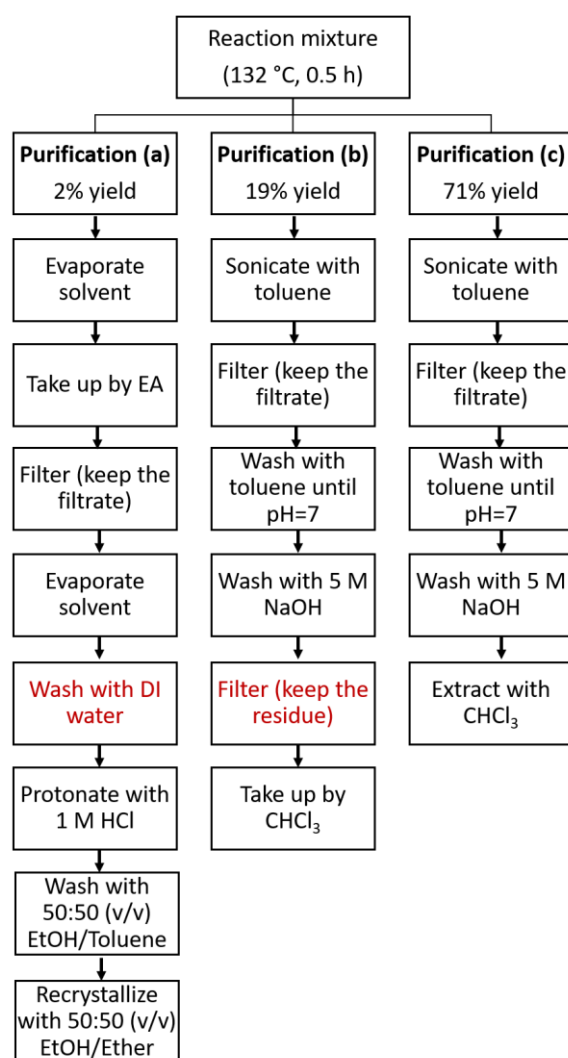 Reaction mixture
(132 °C, 0.5 h)
Purification (a)
2% yield
Evaporate
solvent
Take up by EA
Filter (keep the
filtrate)
Evaporate
solvent
Wash with DI
water
Protonate with
1 M HCl
Wash with
50:50 (v/v)
EtOH/Toluene
Recrystallize
with 50:50 (v/v)
EtOH/Ether
Purification (b)
19% yield
Sonicate with
toluene
Filter (keep the
filtrate)
Wash with
toluene until
pH=7
Wash with 5 M
NaOH
Filter (keep the
residue)
Take up by
CHCl₃
Purification (c)
71% yield
Sonicate with
toluene
Filter (keep the
filtrate)
Wash with
toluene until
pH=7
Wash with 5 M
NaOH
Extract with
CHCl₃